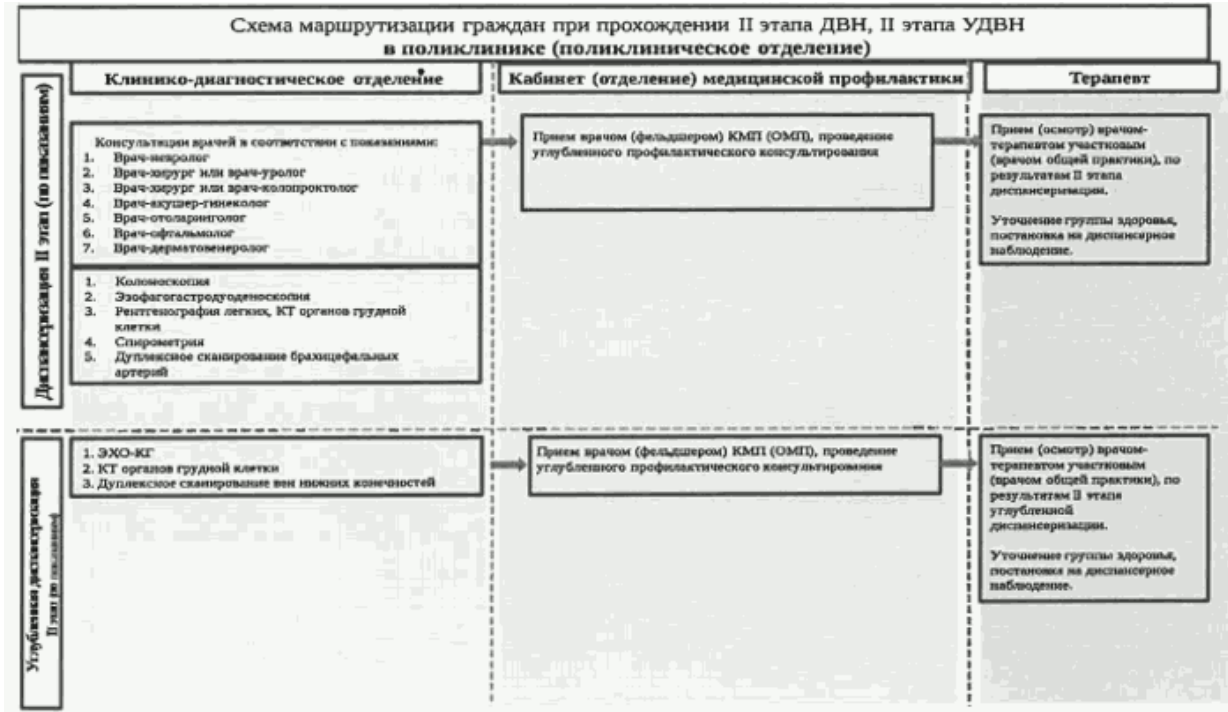 Схема маршрутизации граждан при прохождении II этапа ДВН, II этапа УДВН
в поликлинике (поликлиническое отделение)
Клинико-диагностическое отделение
Кабинет (отделение) медицинской профилактики
Терапевт
Диспансеризация II этап (по показаниям)
Консультации врачей в соответствии с показаниями:
1. Врач-невролог
2. Врач-хирург или врач-уролог
3. Врач-хирург или врач-колопроктолог
4. Врач-акушер-гинеколог
5. Врач-отоларинголог
6. Врач-офтальмолог
7. Врач-дерматовенеролог
1. Колоноскопия
2. Эзофагогастродуоденоскопия
3. Рентгенография легких, КТ органов грудной
клетки
4. Спирометрия
5. Дуплексное сканирование брахицефальных
артерий
Прием врачом (фельдшером) КМП (ОМП), проведение
углубленного профилактического консультирования
Прием (осмотр) врачом-
терапевтом участковым
(врачом общей практики), по
результатам II этапа
диспансеризации.
Уточнение группы здоровья,
постановка на диспансерное
наблюдение.
Углубленная диспансеризация
II этап (по показаниям)
1. ЭХО-КГ
2. КТ органов грудной клетки
3. Дуплексное сканирование вен нижних конечностей
Прием врачом (фельдшером) КМП (ОМП), проведение
углубленного профилактического консультирования
Прием (осмотр) врачом-
терапевтом участковым
(врачом общей практики), по
результатам II этапа
углубленной
диспансеризации.
Уточнение группы здоровья,
постановка на диспансерное
наблюдение.